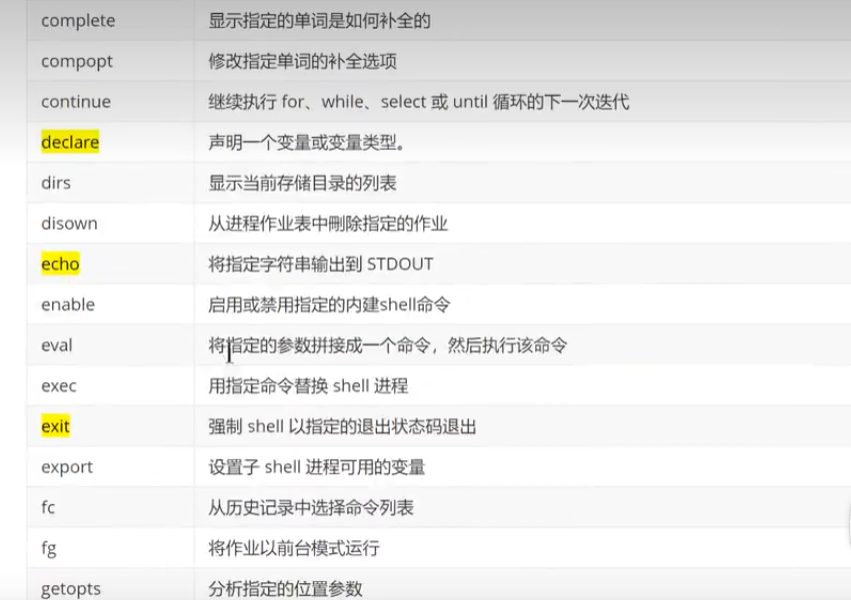 complete 显示指定的单词是如何补全的
compopt 修改指定单词的补全选项
continue 继续执行 for、while、select 或 until 循环的下一次迭代
declare 声明一个变量或变量类型。
dirs 显示当前存储目录的列表
disown 从进程作业表中刪除指定的作业
echo 将指定字符串输出到 STDOUT
enable 启用或禁用指定的内建shell命令
eval 将指定的参数拼接成一个命令，然后执行该命令
exec 用指定命令替换 shell 进程
exit 强制 shell 以指定的退出状态码退出
export 设置子 shell 进程可用的变量
fc 从历史记录中选择命令列表
fg 将作业以前台模式运行
getopts 分析指定的位置参数